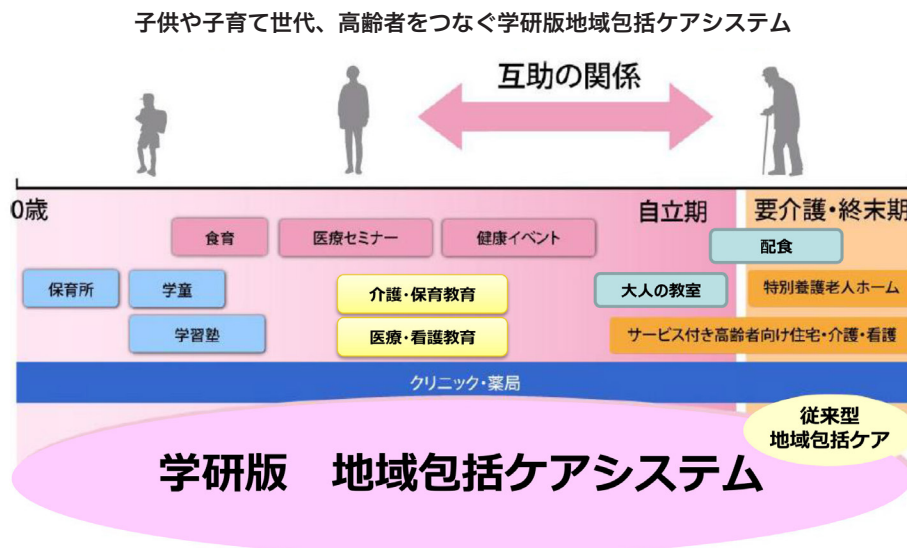 子供や子育て世代、高齢者をつなぐ学研版地域包括ケアシステム
互助の関係
0歳
自立期
要介護・終末期
食育
医療セミナー
健康イベント
配食
保育所
学童
介護・保育教育
大人の教室
特別養護老人ホーム
学習塾
医療・看護教育
サービス付き高齢者向け住宅・介護・看護
クリニック・薬局
従来型
地域包括ケア
学研版 地域包括ケアシステム